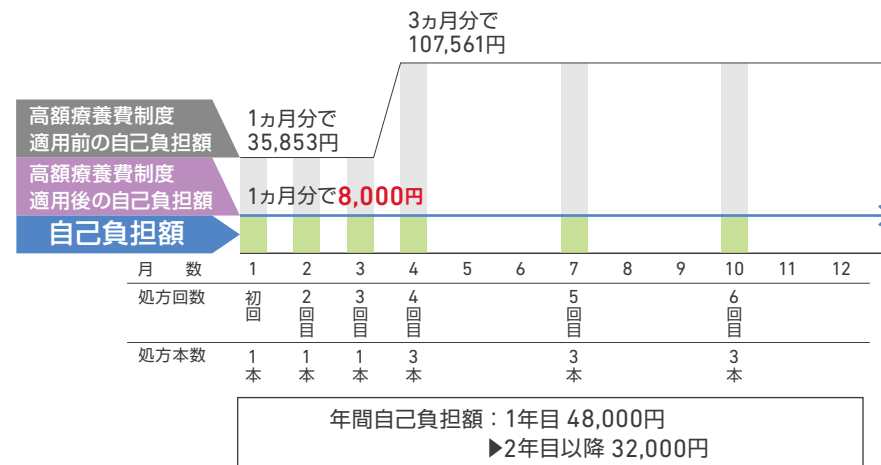 3ヵ月分で
107,561円
高額療養費制度
適用前の自己負担額
1ヵ月分で
35,853円
高額療養費制度
適用後の自己負担額
1ヵ月分で8,000円
自己負担額
月 数 1 2 3 4 5 6 7 8 9 10 11 12
処方回数 初回 2回目 3回目 4回目 5回目 6回目
処方本数 1本 1本 1本 3本 3本 3本
年間自己負担額：1年目 48,000円
▶2年目以降 32,000円